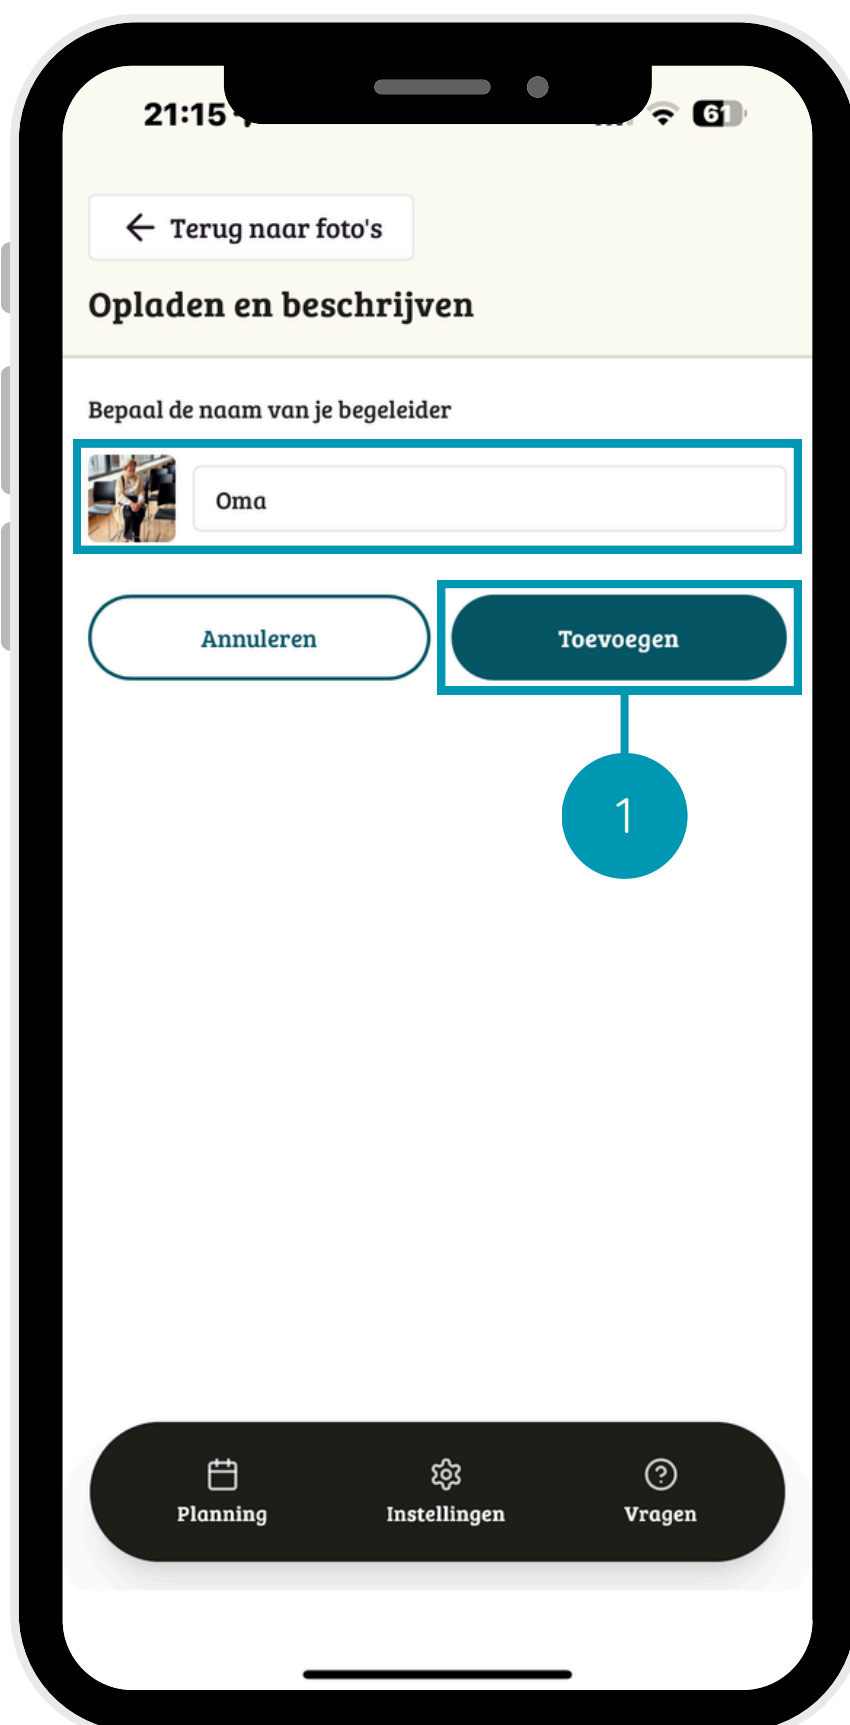 21:15
61
Terug naar foto's
Opladen en beschrijven
Bepaal de naam van je begeleider
Oma
Annuleren
Toevoegen
1
Planning
Instellingen
Vragen